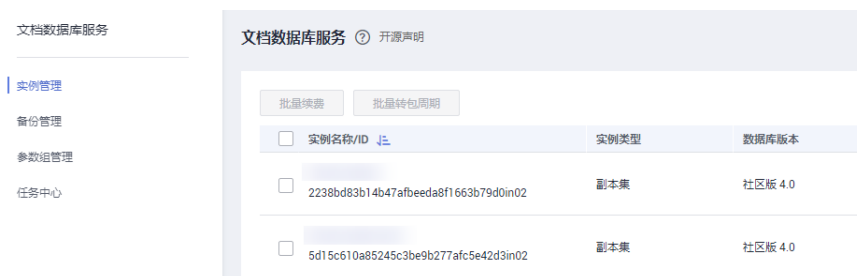 文档数据库服务
实例管理
备份管理
参数组管理
任务中心
文档数据库服务 ? 开源声明
批量续费 批量转包周期
实例名称/ID 实例类型 数据库版本
2238bd83b14b47afbeeda8f1663b79d0in02 副本集 社区版 4.0
5d15c610a85245c3be9b277afc5e42d3in02 副本集 社区版 4.0